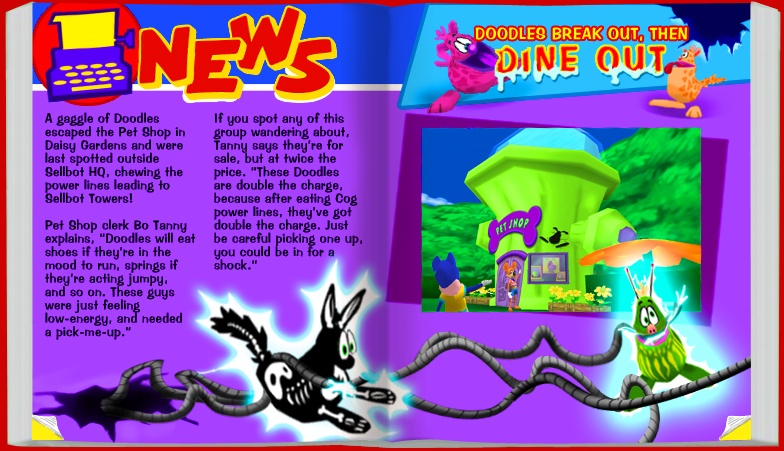 NEWS
A gaggle of Doodles
escaped the Pet Shop in
Daisy Gardens and were
last spotted outside
Sellbot HQ, chewing the
power lines leading to
Sellbot Towers!
Pet Shop clerk Bo Tanny
explains, "Doodles will eat
shoes if they're in the
mood to run, springs if
they're acting jumpy,
and so on. These guys
were just feeling
low-energy, and needed
a pick-me-up."
If you spot any of this
group wandering about,
Tanny says they're for
sale, but at twice the
price. "These Doodles
are double the charge,
because after eating Cog
power lines, they've got
double the charge. Just
be careful picking one up,
you could be in for a
shock."
DOODLES BREAK OUT, THEN
DINE OUT
PET SHOP